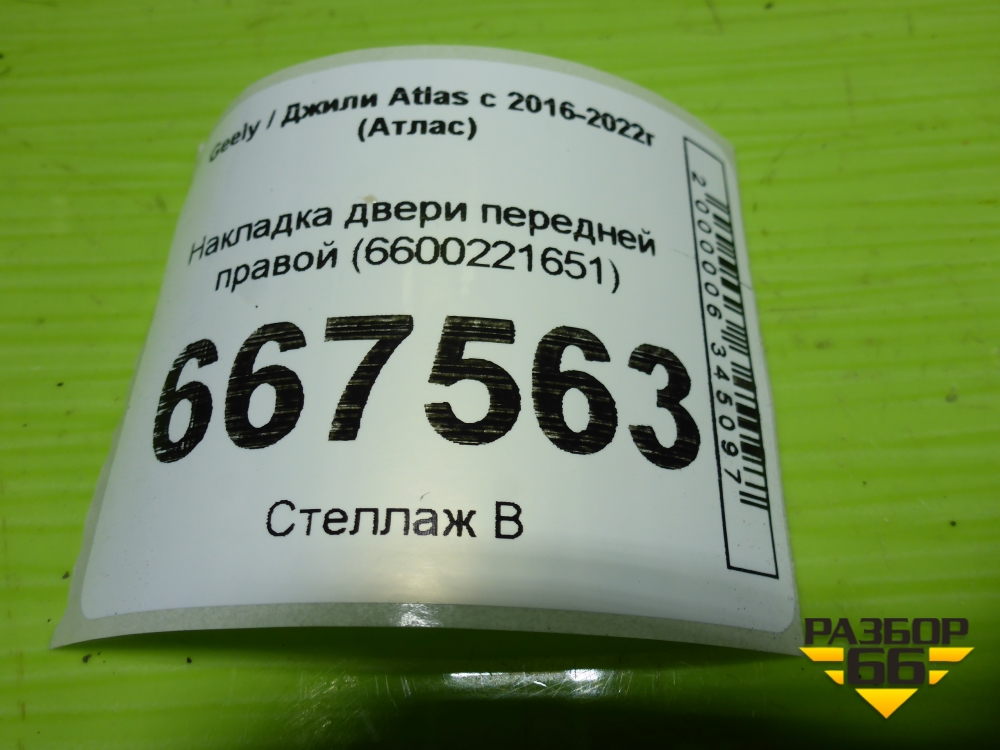 Geely / Джили Atlas с 2016-2022г
(Атлас)
Накладка двери передней
правой (6600221651)
667563
Стеллаж В
2000006345097
РАЗБОР
66